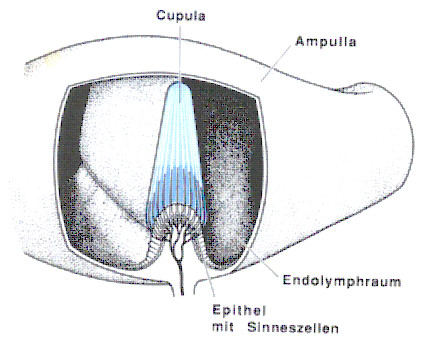 Cupula
Ampulla
Endolymphraum
Epithel
mit Sinneszellen